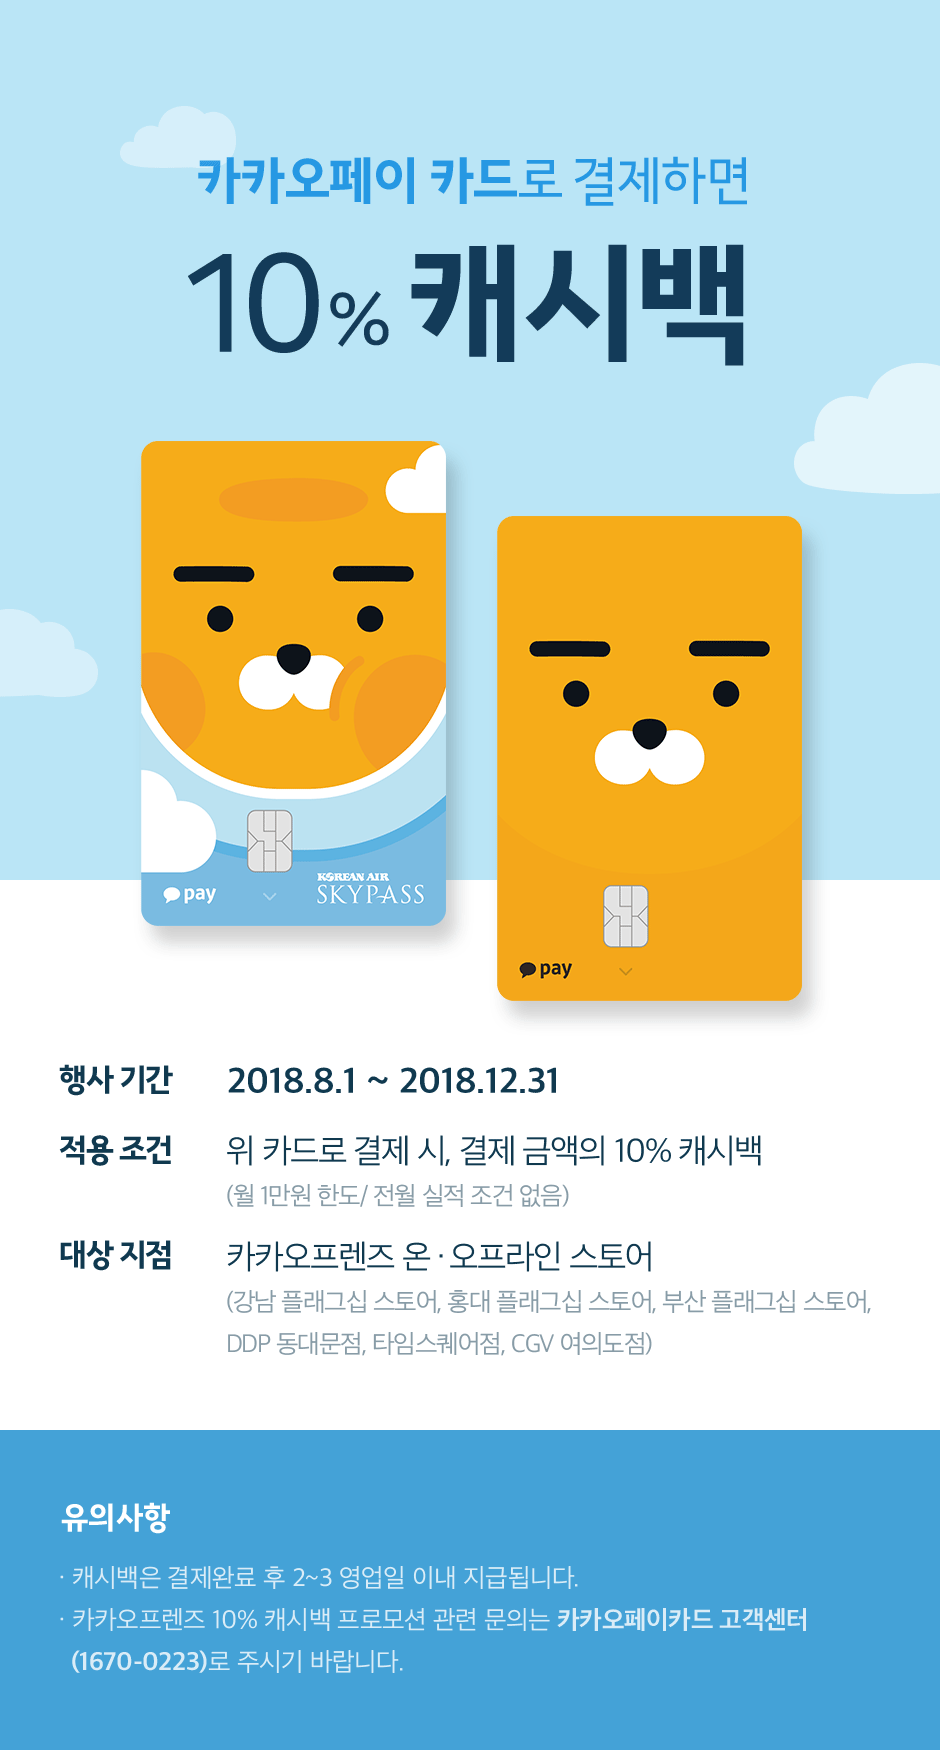 카카오페이 카드로 결제하면
10% 캐시백
pay
KOREAN AIR
SKYPASS
pay
행사 기간 2018.8.1 ~ 2018.12.31
적용 조건 위 카드로 결제 시, 결제 금액의 10% 캐시백
(월 1만원 한도/ 전월 실적 조건 없음)
대상 지점 카카오프렌즈 온 · 오프라인 스토어
(강남 플래그십 스토어, 홍대 플래그십 스토어, 부산 플래그십 스토어,
DDP 동대문점, 타임스퀘어점, CGV 여의도점)
유의사항
· 캐시백은 결제완료 후 2~3 영업일 이내 지급됩니다.
· 카카오프렌즈 10% 캐시백 프로모션 관련 문의는 카카오페이카드 고객센터
(1670-0223)로 주시기 바랍니다.